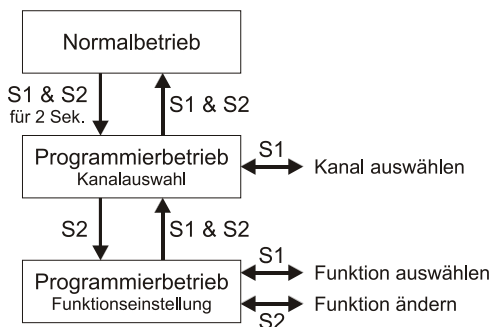 Normalbetrieb
S1 & S2
für 2 Sek.
S1 & S2
Programmierbetrieb
Kanalauswahl
S1
Kanal auswählen
S2
S1 & S2
Programmierbetrieb
Funktionseinstellung
S1
Funktion auswählen
S2
Funktion ändern